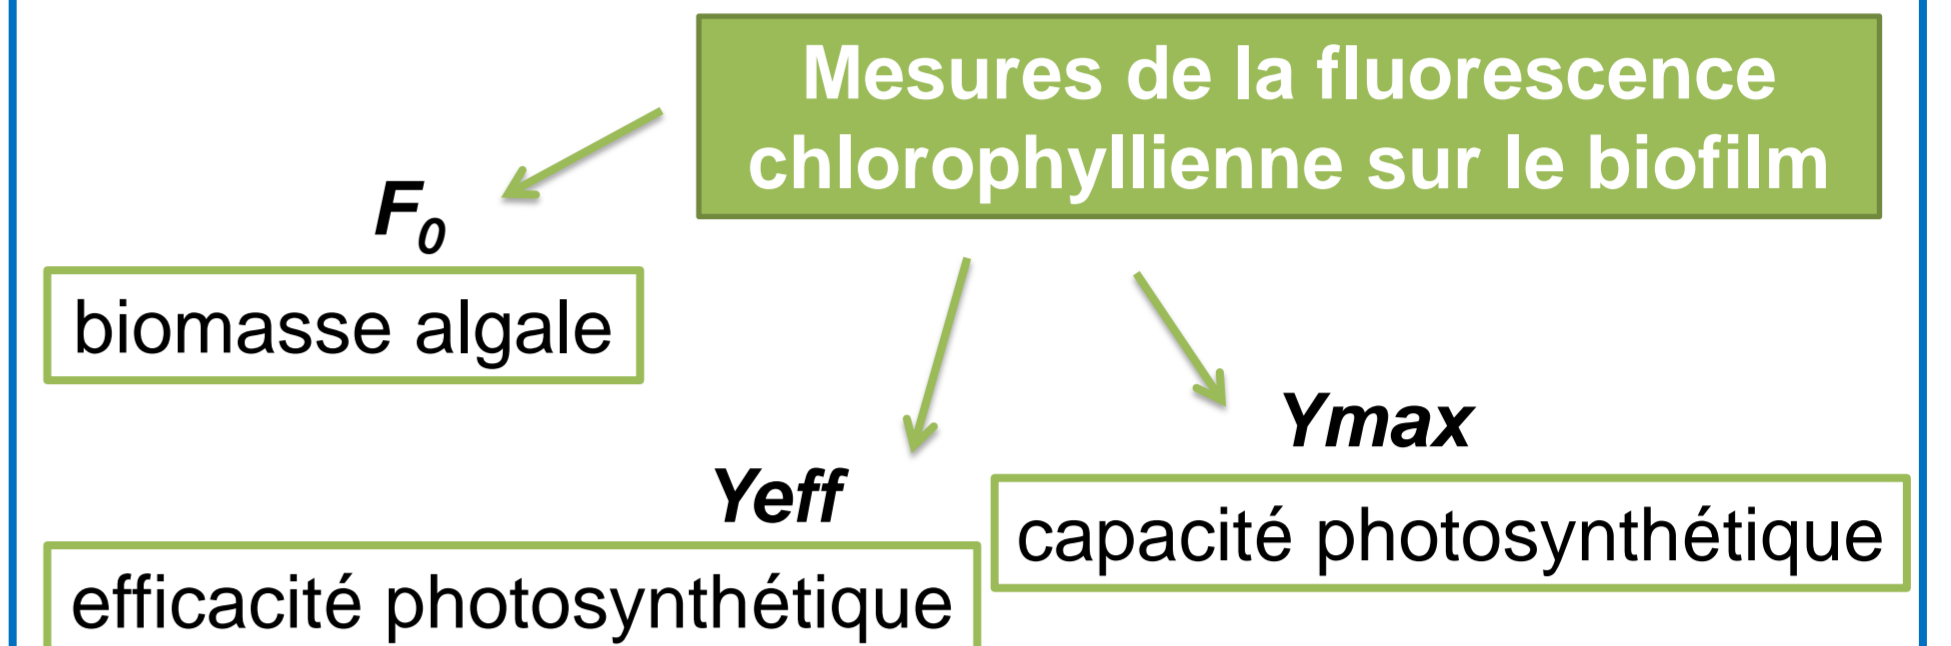 Mesures de la fluorescence
chlorophyllienne sur le biofilm
F0
biomasse algale
Yeff
efficacité photosynthétique
Ymax
capacité photosynthétique